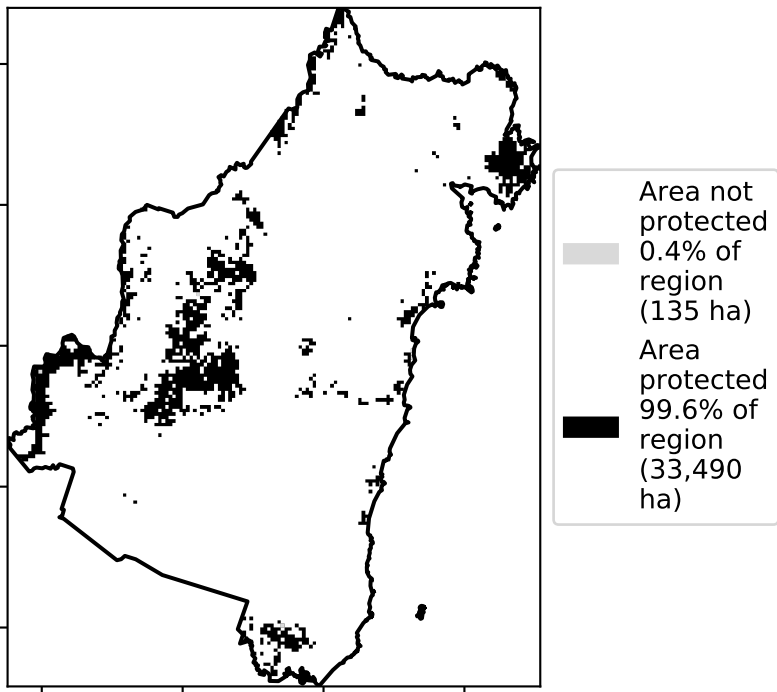 Area not
protected
0.4% of
region
(135 ha)
Area
protected
99.6% of
region
(33,490
ha)